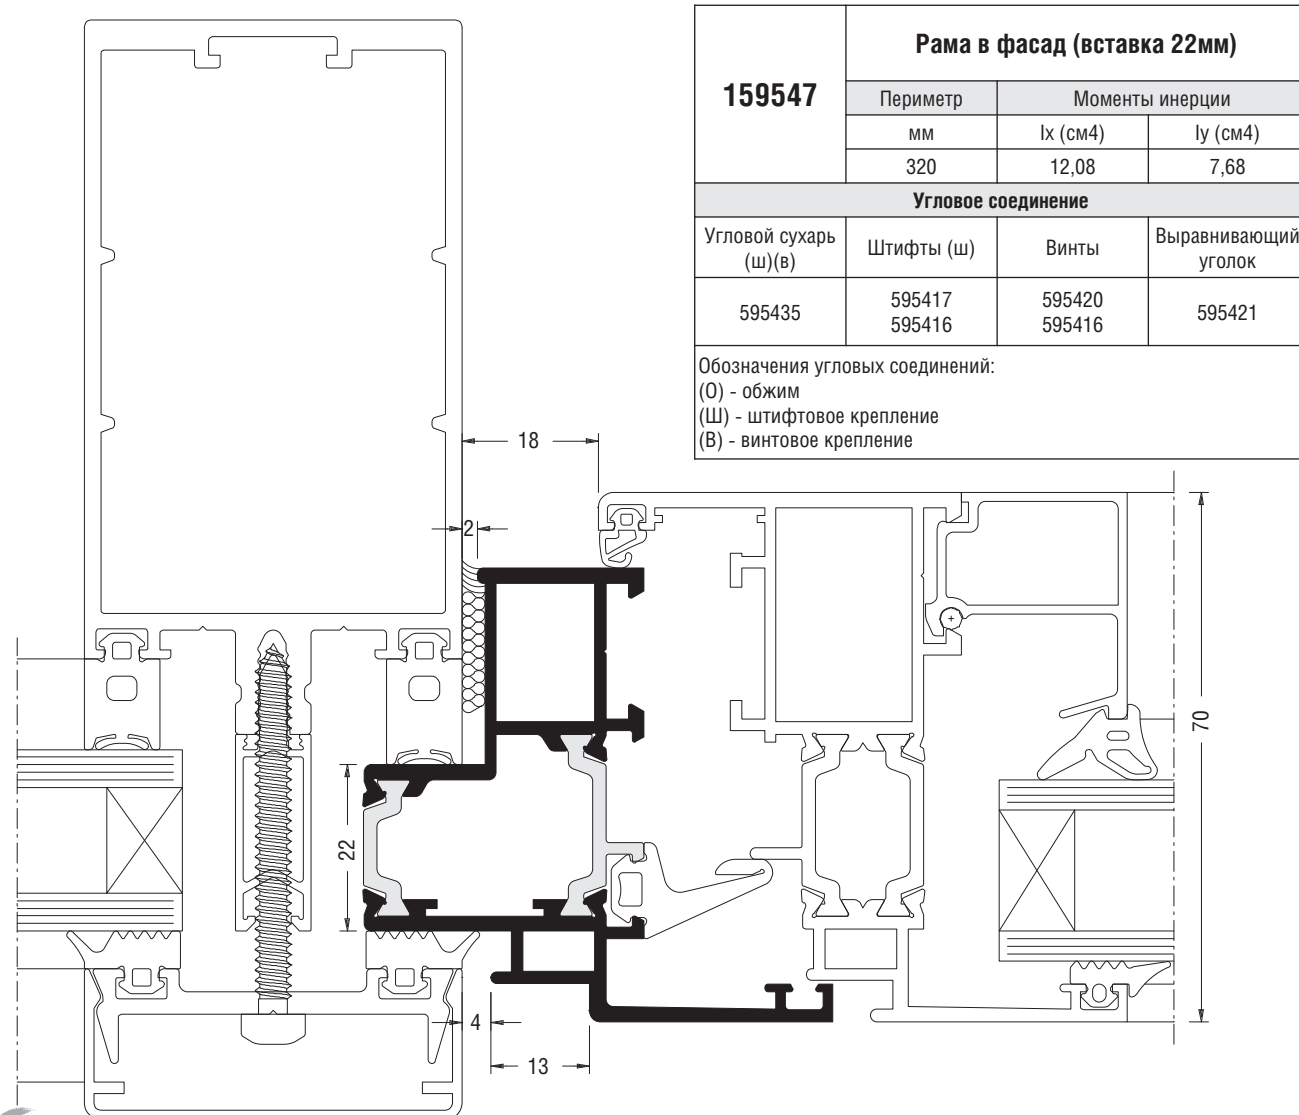 159547
Рама в фасад (вставка 22мм)
Периметр
Моменты инерции
мм
Ix (см4)
Iy (см4)
320
12,08
7,68
Угловое соединение
Угловой сухарь
(ш)(в)
Штифты (ш)
Винты
Выравнивающий
уголок
595435
595417
595416
595420
595416
595421
Обозначения угловых соединений:
(О) - обжим
(Ш) - штифтовое крепление
(В) - винтовое крепление
18
2
70
22
4
13